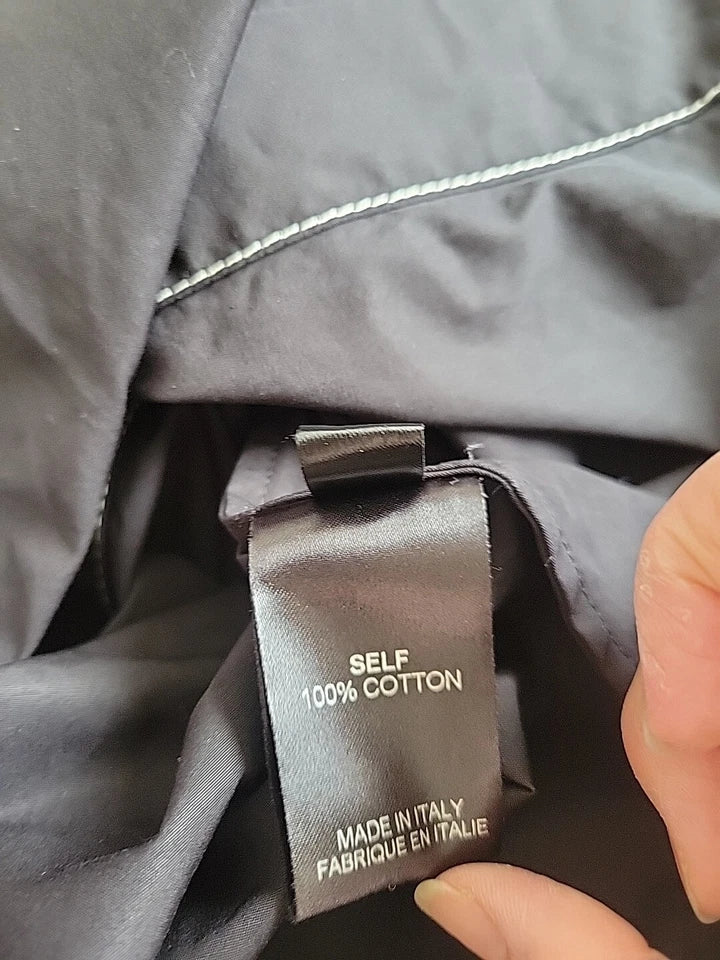 SELF
100% COTTON
MADE IN ITALY
FABRIQUE EN ITALIE